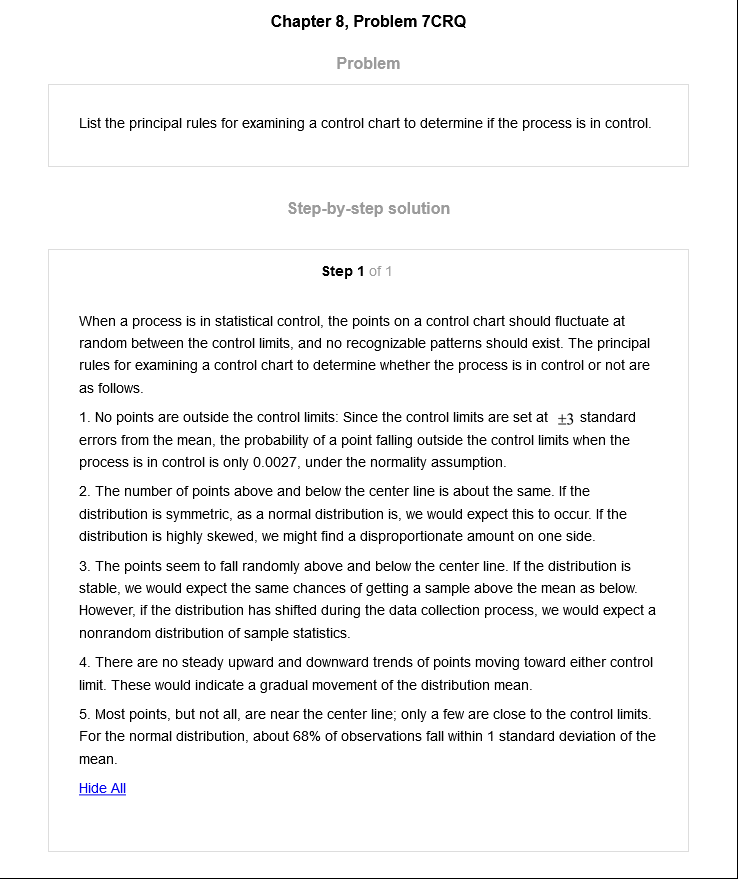 Chapter 8, Problem 7CRQ
Problem
List the principal rules for examining a control chart to determine if the process is in control.
Step-by-step solution
Step 1 of 1
When a process is in statistical control, the points on a control chart should fluctuate at
random between the control limits, and no recognizable patterns should exist. The principal
rules for examining a control chart to determine whether the process is in control or not are
as follows.
1. No points are outside the control limits: Since the control limits are set at ±3 standard
errors from the mean, the probability of a point falling outside the control limits when the
process is in control is only 0.0027, under the normality assumption.
2. The number of points above and below the center line is about the same. If the
distribution is symmetric, as a normal distribution is, we would expect this to occur. If the
distribution is highly skewed, we might find a disproportionate amount on one side.
3. The points seem to fall randomly above and below the center line. If the distribution is
stable, we would expect the same chances of getting a sample above the mean as below.
However, if the distribution has shifted during the data collection process, we would expect a
nonrandom distribution of sample statistics.
4. There are no steady upward and downward trends of points moving toward either control
limit. These would indicate a gradual movement of the distribution mean.
5. Most points, but not all, are near the center line; only a few are close to the control limits.
For the normal distribution, about 68% of observations fall within 1 standard deviation of the
mean.
Hide All